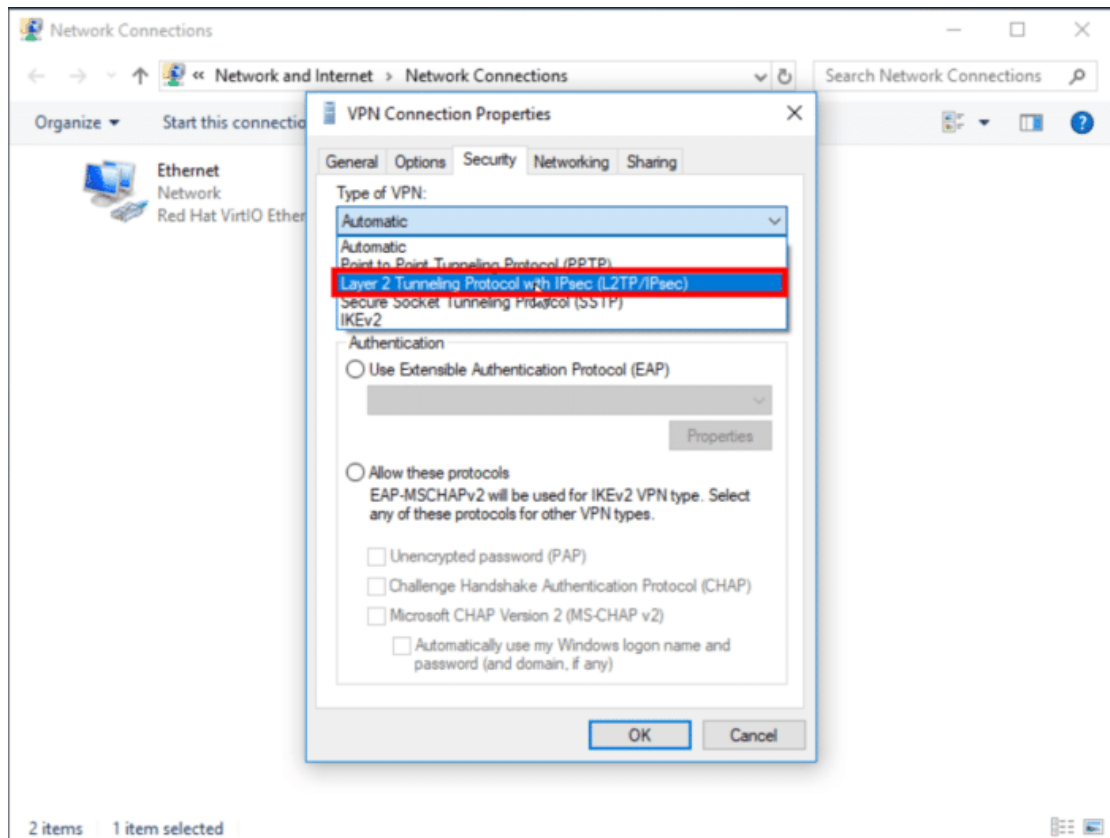 Network Connections
« Network and Internet › Network Connections
Search Network Connections
Organize
Start this connectio
VPN Connection Properties
Ethernet
Network
Red Hat VirtIO Ether
General Options Security Networking Sharing
Type of VPN:
Automatic
Automatic
Point to Point Tunneling Protocol (PPTP)
Layer 2 Tunneling Protocol with IPsec (L2TP/IPsec)
Secure Socket Tunneling Protocol (SSTP)
IKEv2
Authentication
Use Extensible Authentication Protocol (EAP)
Properties
Allow these protocols
EAP-MSCHAPv2 will be used for IKEv2 VPN type. Select
any of these protocols for other VPN types.
Unencrypted password (PAP)
Challenge Handshake Authentication Protocol (CHAP)
Microsoft CHAP Version 2 (MS-CHAP v2)
Automatically use my Windows logon name and
password (and domain, if any)
OK Cancel
2 items 1 item selected